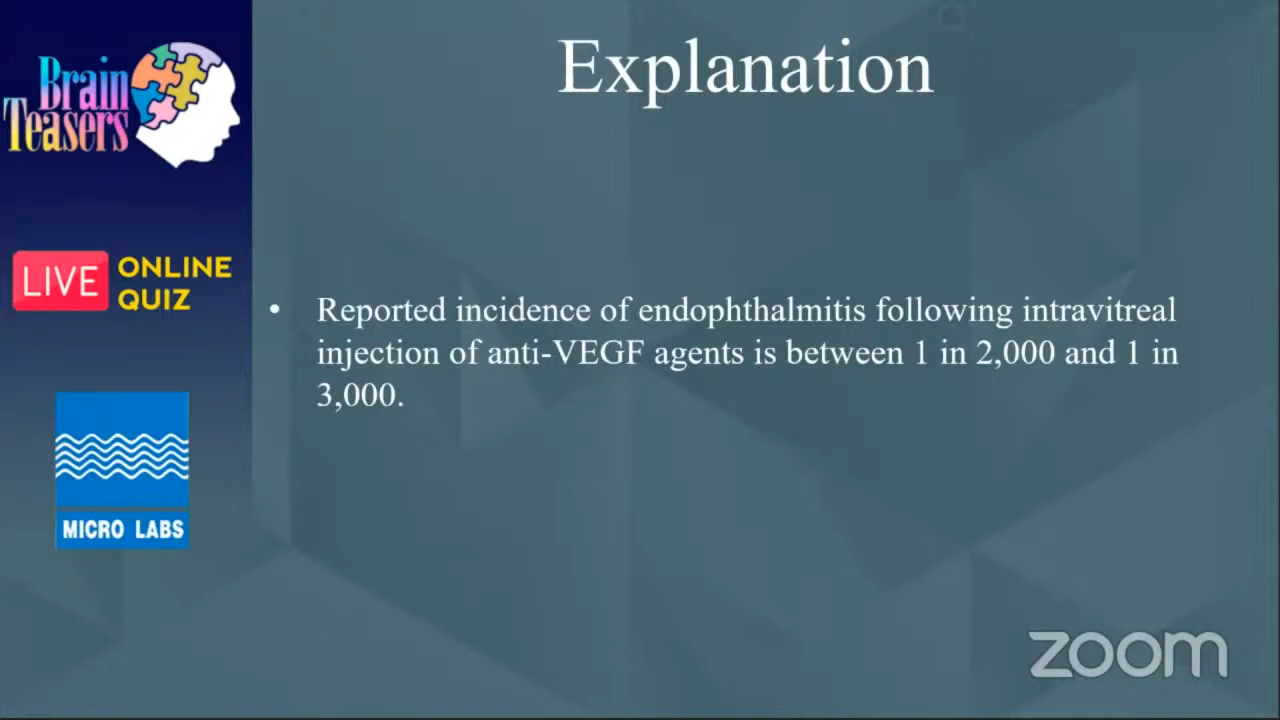 Brain
Teasers
LIVE ONLINE
QUIZ
MICRO LABS
Explanation
• Reported incidence of endophthalmitis following intravitreal
injection of anti-VEGF agents is between 1 in 2,000 and 1 in
3,000.
zoom